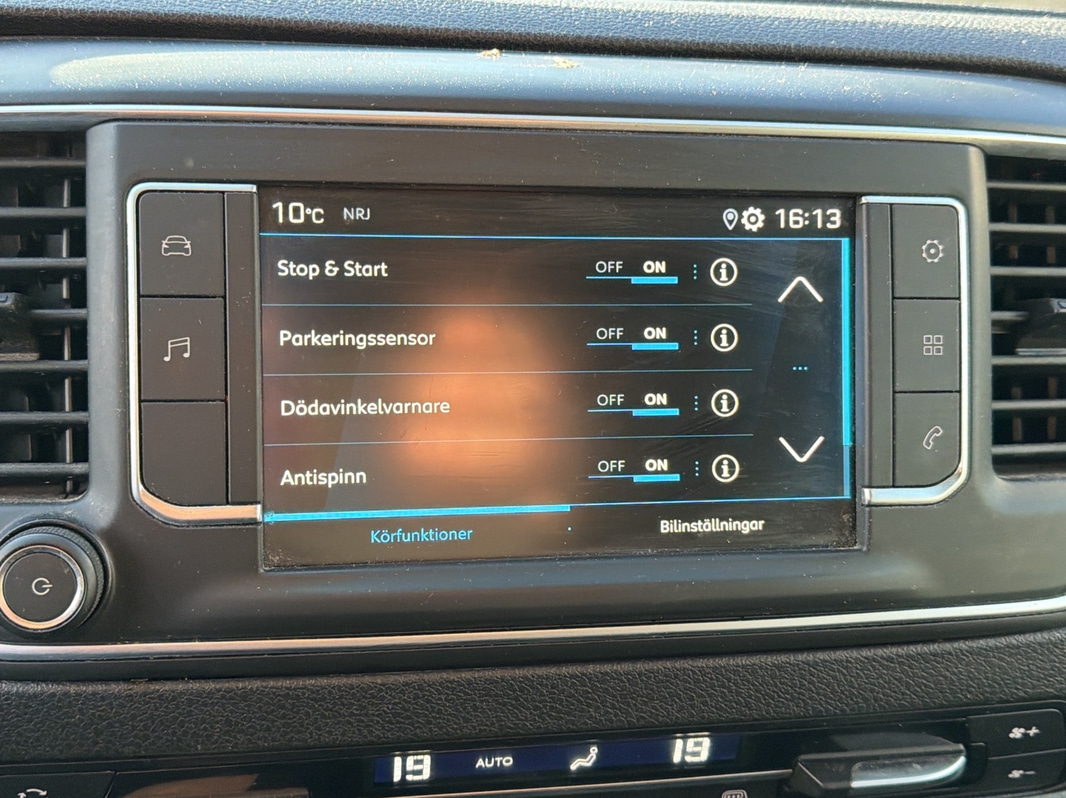 10°C NRJ 16:13
Stop & Start OFF ON
Parkeringssensor OFF ON
Dödavinkelvarnare OFF ON
Antispinn OFF ON
Körfunktioner Bilinställningar
19 AUTO 19